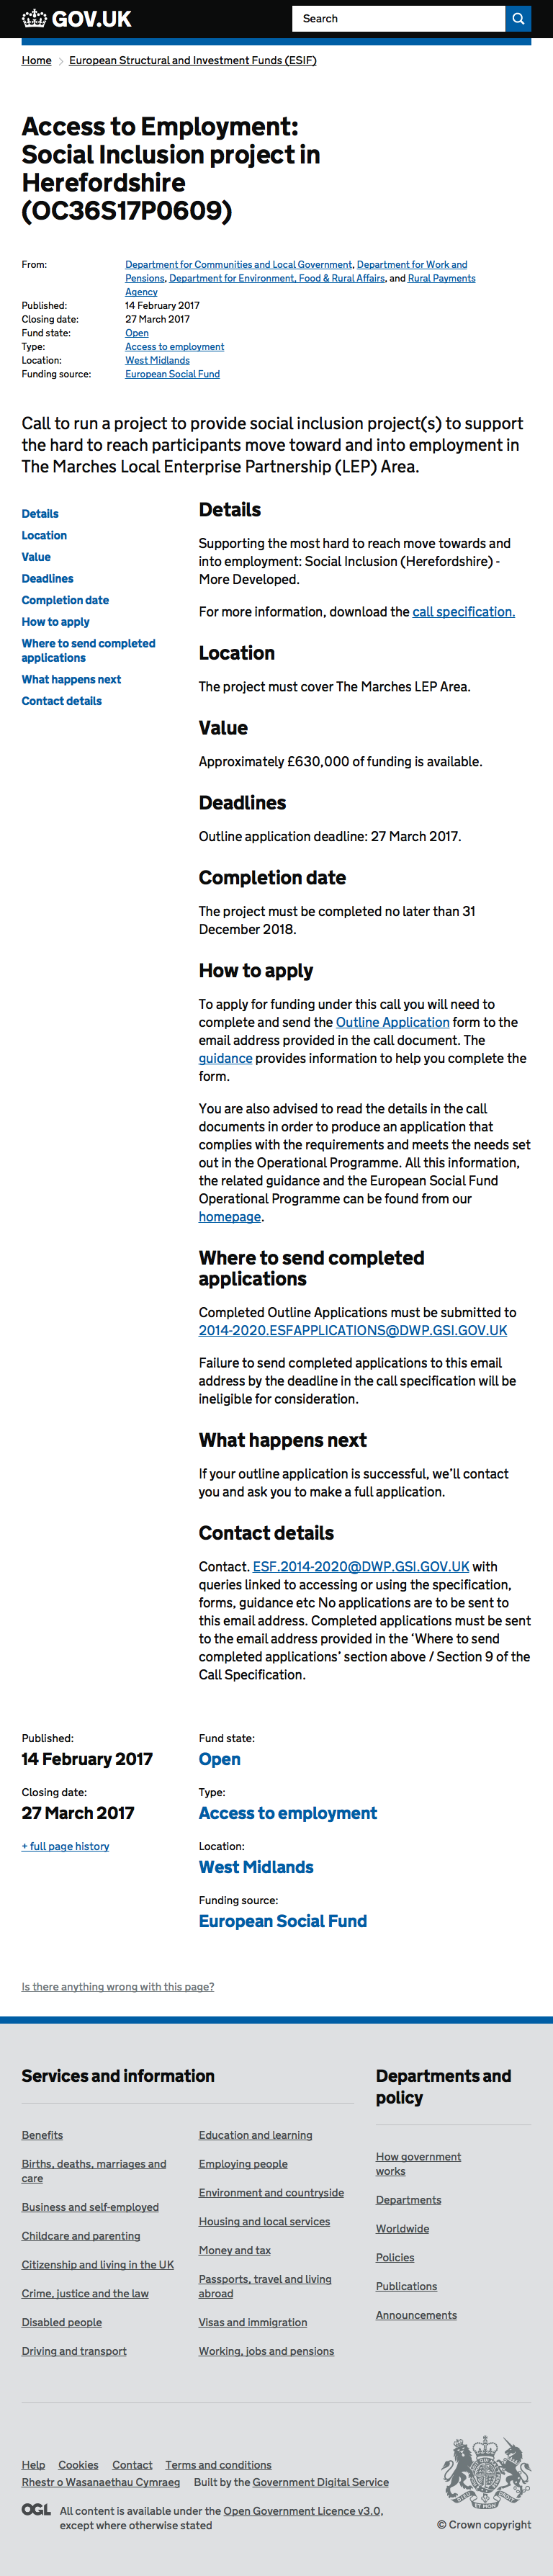 GOV.UK
Search
Home
European Structural and Investment Funds (ESIF)
Access to Employment:
Social Inclusion project in
Herefordshire
(OC36S17P0609)
From:
Department for Communities and Local Government, Department for Work and
Pensions, Department for Environment, Food & Rural Affairs, and Rural Payments
Agency
Published:
14 February 2017
Closing date:
27 March 2017
Fund state:
Open
Type:
Access to employment
Location:
West Midlands
Funding source:
European Social Fund
Call to run a project to provide social inclusion project(s) to support
the hard to reach participants move toward and into employment in
The Marches Local Enterprise Partnership (LEP) Area.
Details
Location
Value
Deadlines
Completion date
How to apply
Where to send completed
applications
What happens next
Contact details
Details
Supporting the most hard to reach move towards and
into employment: Social Inclusion (Herefordshire) -
More Developed.
For more information, download the call specification.
Location
The project must cover The Marches LEP Area.
Value
Approximately £630,000 of funding is available.
Deadlines
Outline application deadline: 27 March 2017.
Completion date
The project must be completed no later than 31
December 2018.
How to apply
To apply for funding under this call you will need to
complete and send the Outline Application form to the
email address provided in the call document. The
guidance provides information to help you complete the
form.
You are also advised to read the details in the call
documents in order to produce an application that
complies with the requirements and meets the needs set
out in the Operational Programme. All this information,
the related guidance and the European Social Fund
Operational Programme can be found from our
homepage.
Where to send completed
applications
Completed Outline Applications must be submitted to
2014-2020.ESFAPPLICATIONS@DWP.GSI.GOV.UK
Failure to send completed applications to this email
address by the deadline in the call specification will be
ineligible for consideration.
What happens next
If your outline application is successful, we'll contact
you and ask you to make a full application.
Contact details
Contact. ESF.2014-2020@DWP.GSI.GOV.UK with
queries linked to accessing or using the specification,
forms, guidance etc No applications are to be sent to
this email address. Completed applications must be sent
to the email address provided in the ‘Where to send
completed applications’ section above / Section 9 of the
Call Specification.
Published:
14 February 2017
Closing date:
27 March 2017
+ full page history
Fund state:
Open
Type:
Access to employment
Location:
West Midlands
Funding source:
European Social Fund
Is there anything wrong with this page?
Services and information
Benefits
Births, deaths, marriages and
care
Business and self-employed
Childcare and parenting
Citizenship and living in the UK
Crime, justice and the law
Disabled people
Driving and transport
Education and learning
Employing people
Environment and countryside
Housing and local services
Money and tax
Passports, travel and living
abroad
Visas and immigration
Working, jobs and pensions
Departments and
policy
How government
works
Departments
Worldwide
Policies
Publications
Announcements
Help
Cookies
Contact
Terms and conditions
Rhestr o Wasanaethau Cymraeg
Built by the Government Digital Service
OGL
All content is available under the Open Government Licence v3.0,
except where otherwise stated
© Crown copyright